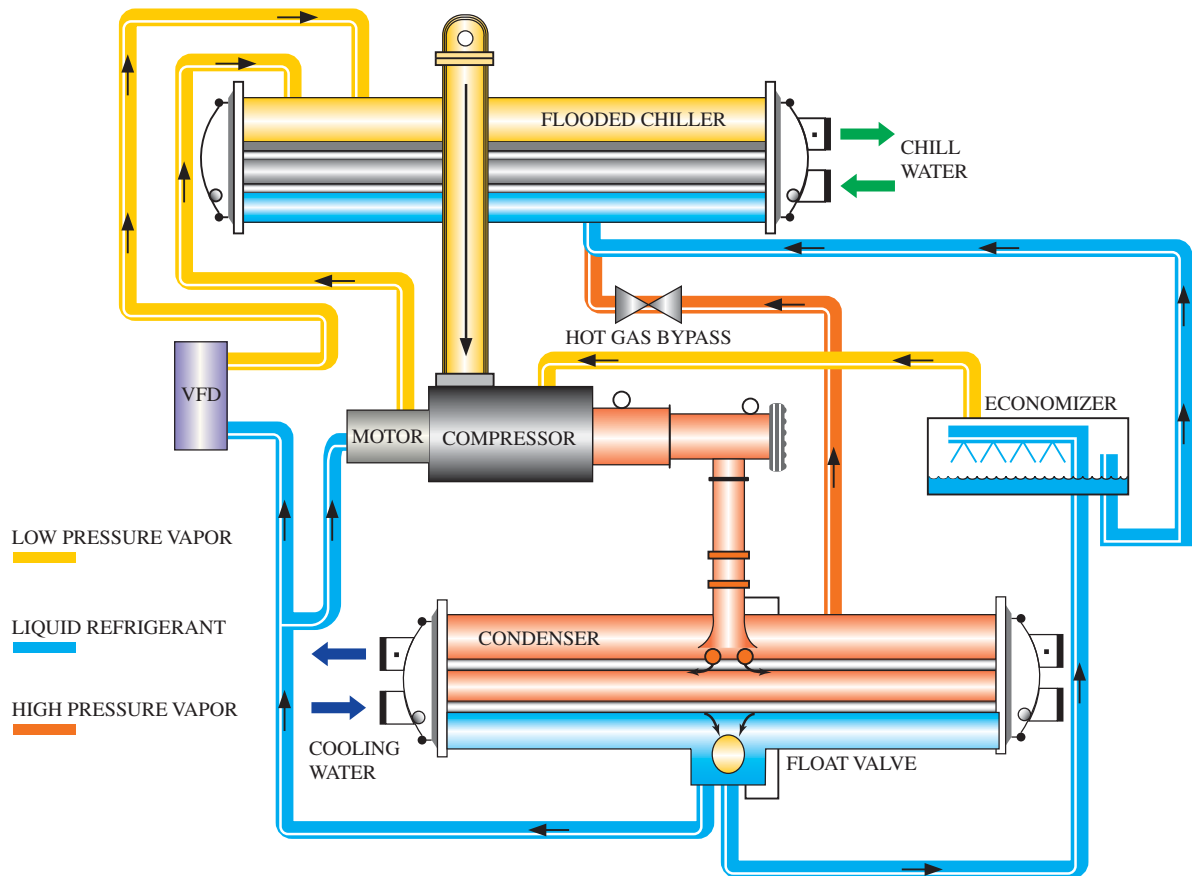 FLOODED CHILLER
CHILL
WATER
HOT GAS BYPASS
VFD
ECONOMIZER
MOTOR
COMPRESSOR
LOW PRESSURE VAPOR
LIQUID REFRIGERANT
CONDENSER
HIGH PRESSURE VAPOR
COOLING
WATER
FLOAT VALVE